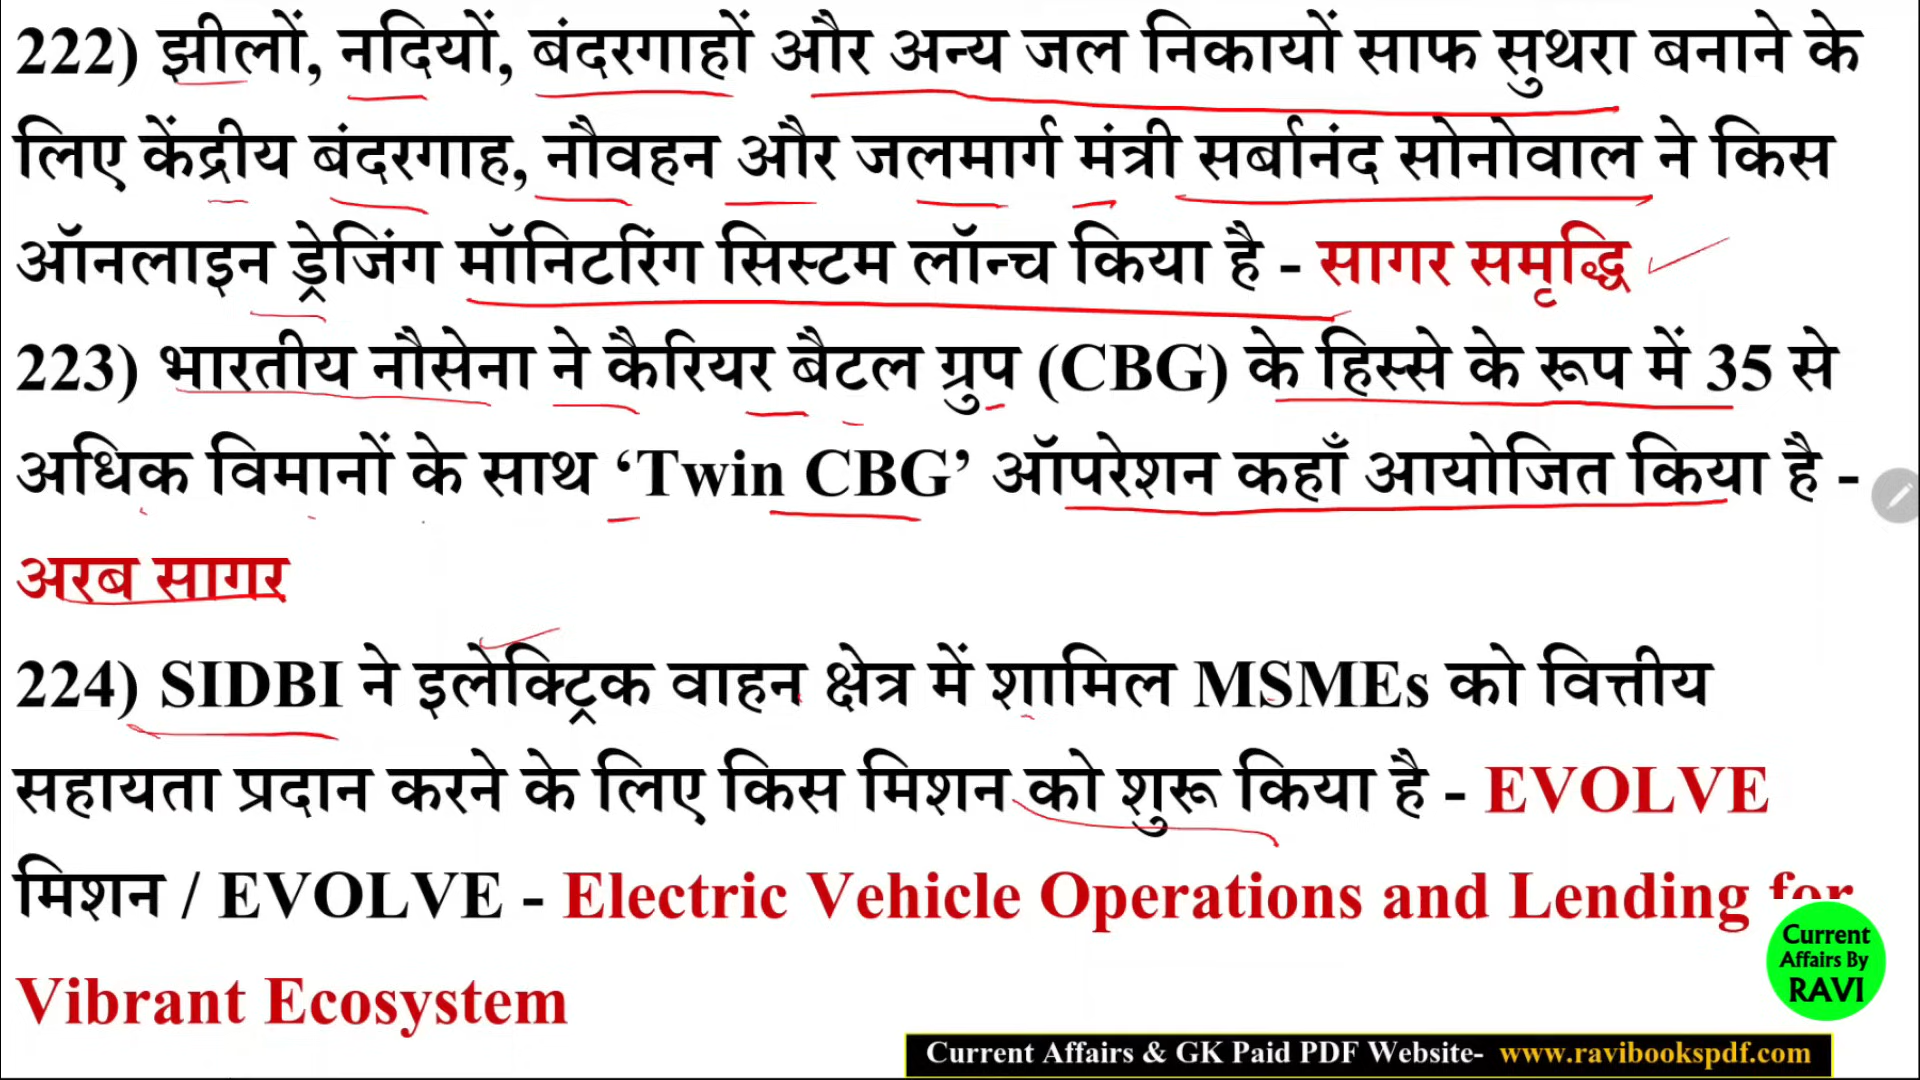 222) झीलों, नदियों, बंदरगाहों और अन्य जल निकायों साफ सुथरा बनाने के
लिए केंद्रीय बंदरगाह, नौवहन और जलमार्ग मंत्री सर्बानंद सोनोवाल ने किस
ऑनलाइन ड्रेजिंग मॉनिटरिंग सिस्टम लॉन्च किया है - सागर समृद्धि
223) भारतीय नौसेना ने कैरियर बैटल ग्रुप (CBG) के हिस्से के रूप में 35 से
अधिक विमानों के साथ ‘Twin CBG’ ऑपरेशन कहाँ आयोजित किया है -
अरब सागर
224) SIDBI ने इलेक्ट्रिक वाहन क्षेत्र में शामिल MSMEs को वित्तीय
सहायता प्रदान करने के लिए किस मिशन को शुरू किया है - EVOLVE
मिशन / EVOLVE - Electric Vehicle Operations and Lending for
Vibrant Ecosystem
Current
Affairs By
RAVI
Current Affairs & GK Paid PDF Website- www.ravibookspdf.com